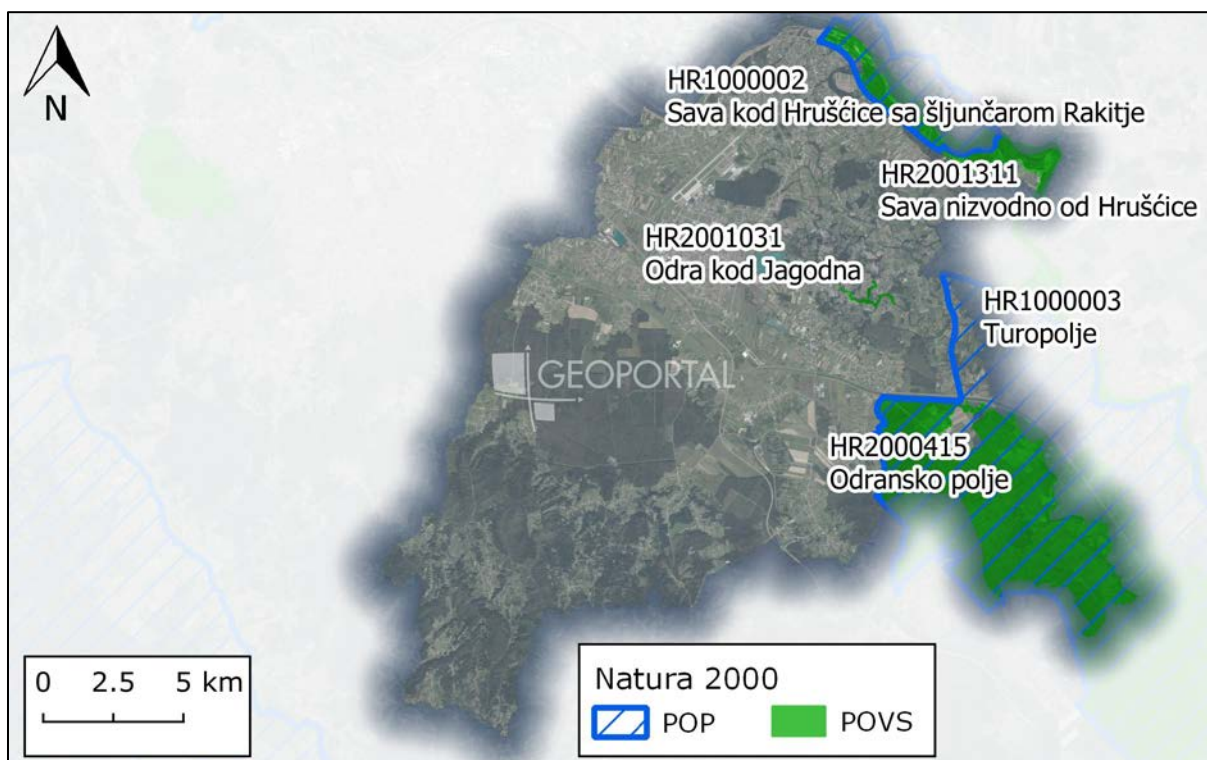 HR1000002
Sava kod Hrušćice sa šljunčarom Rakitje
HR2001311
Sava nizvodno od Hrušćice
HR2001031
Odra kod Jagodna
HR1000003
Turopolje
GEOPORTAL
HR2000415
Odransko polje
N
0 2.5 5 km
Natura 2000
POP POVS